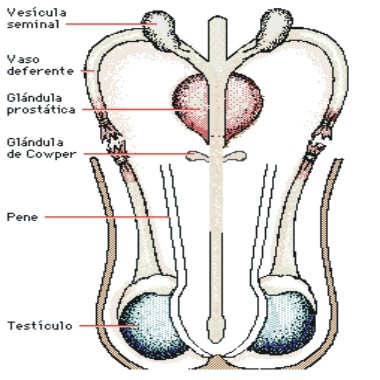 Vesícula
seminal
Vaso
deferente
Glándula
prostática
Glándula
de Cowper
Pene
Testículo